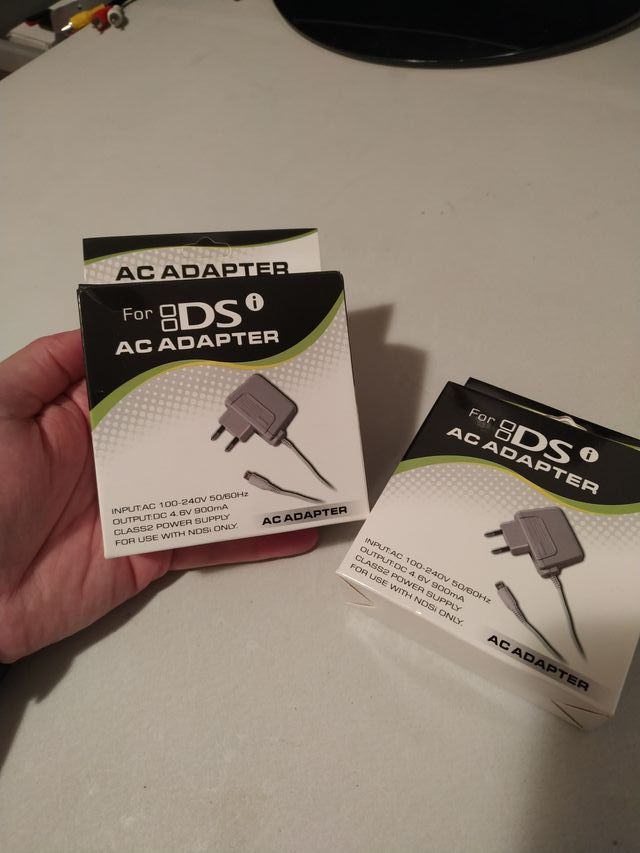 AC ADAPTER
For DSi
AC ADAPTER
INPUT:AC 100-240V 50/60Hz
OUTPUT:DC 4.6V 900mA
CLASS2 POWER SUPPLY
FOR USE WITH NDSi ONLY.
AC ADAPTER
For DSi
AC ADAPTER
INPUT:AC 100-240V 50/60Hz
OUTPUT:DC 4.6V 900mA
CLASS2 POWER SUPPLY
FOR USE WITH NDSi ONLY.
AC ADAPTER